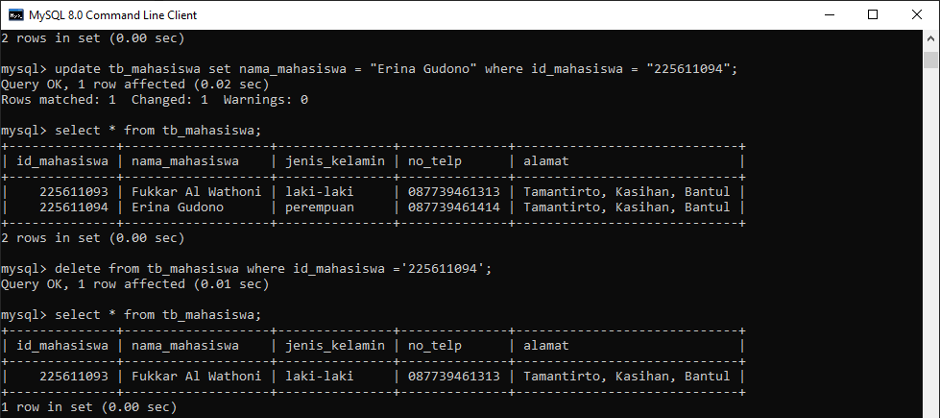 MySQL 8.0 Command Line Client
2 rows in set (0.00 sec)
mysql> update tb_mahasiswa set nama_mahasiswa = "Erina Gudono" where id_mahasiswa = "225611094";
Query OK, 1 row affected (0.02 sec)
Rows matched: 1  Changed: 1  Warnings: 0
mysql> select * from tb_mahasiswa;
+--------------+------------------+---------------+--------------+-----------------------------+
| id_mahasiswa | nama_mahasiswa   | jenis_kelamin | no_telp      | alamat                      |
+--------------+------------------+---------------+--------------+-----------------------------+
|    225611093 | Fukkar Al Wathoni | laki-laki     | 087739461313 | Tamantirto, Kasihan, Bantul |
|    225611094 | Erina Gudono     | perempuan     | 087739461414 | Tamantirto, Kasihan, Bantul |
+--------------+------------------+---------------+--------------+-----------------------------+
2 rows in set (0.00 sec)
mysql> delete from tb_mahasiswa where id_mahasiswa ='225611094';
Query OK, 1 row affected (0.01 sec)
mysql> select * from tb_mahasiswa;
+--------------+------------------+---------------+--------------+-----------------------------+
| id_mahasiswa | nama_mahasiswa   | jenis_kelamin | no_telp      | alamat                      |
+--------------+------------------+---------------+--------------+-----------------------------+
|    225611093 | Fukkar Al Wathoni | laki-laki     | 087739461313 | Tamantirto, Kasihan, Bantul |
+--------------+------------------+---------------+--------------+-----------------------------+
1 row in set (0.00 sec)